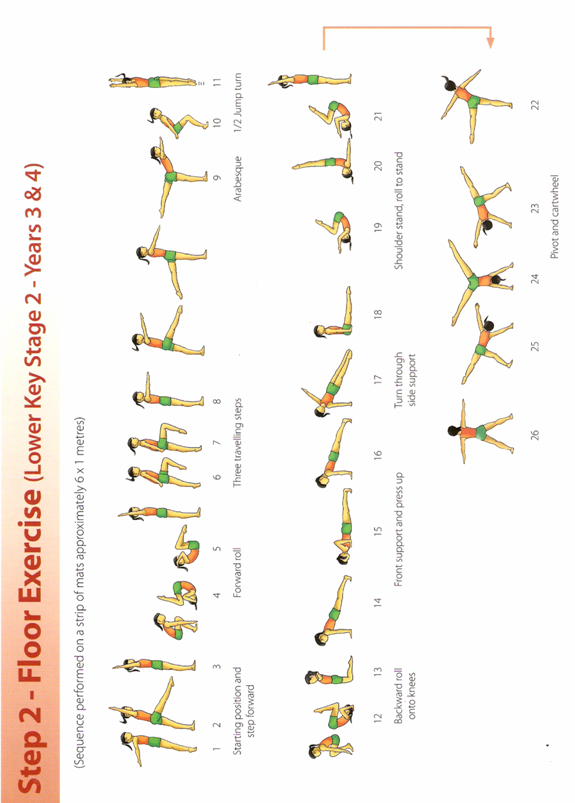 Step 2 - Floor Exercise (Lower Key Stage 2 - Years 3 & 4)
(Sequence performed on a strip of mats approximately 6 x 1 metres)
1 2 3 4 5 6 7 8 9 10 11
Starting position and
step forward
Forward roll
Three travelling steps
Arabesque
1/2 Jump turn
12 13 14 15 16 17 18 19 20 21
Backward roll
onto knees
Front support and press up
Turn through
side support
Shoulder stand, roll to stand
26 25 24 23 22
Pivot and cartwheel